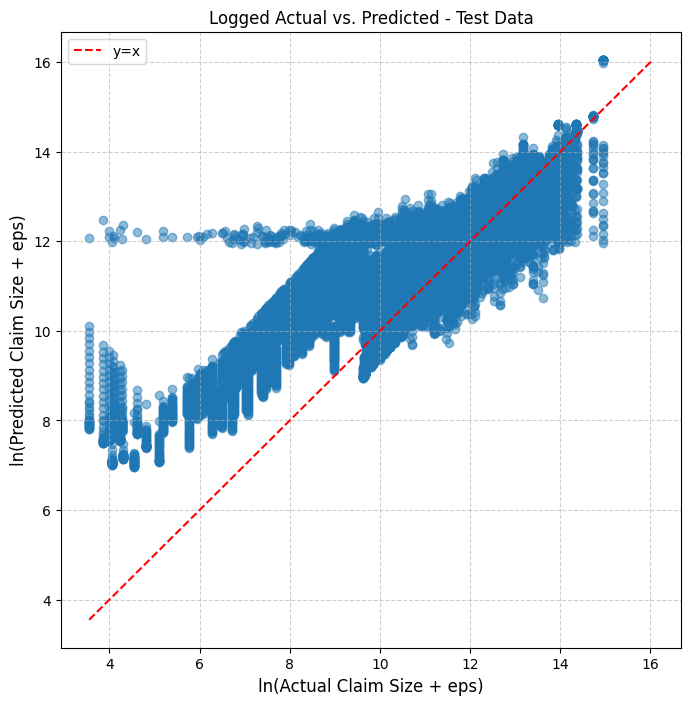 Logged Actual vs. Predicted - Test Data
y=x
ln(Predicted Claim Size + eps)
16
14
12
10
8
6
4
4 6 8 10 12 14 16
ln(Actual Claim Size + eps)